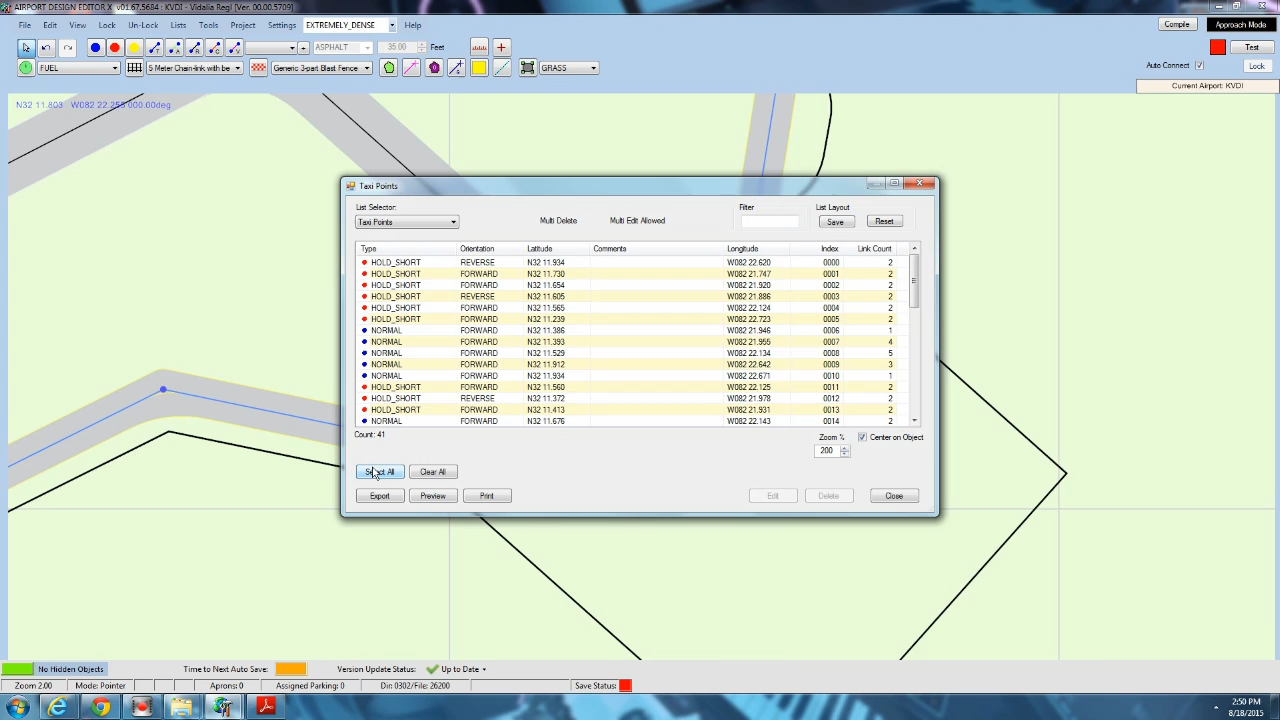 AIRPORT DESIGN EDITOR X v01.67.5684 : KVDI - Vidalia Regl [Ver. 00.00.5709]
File Edit View Lock Un-Lock Lists Project Settings EXTREMELY_DENSE Help
Compile Approach Mode
ASPHALT 35.00 Feet
Test
FUEL 5 Meter Chain-link with be Generic 3-part Blast Fence GRASS
Auto Connect Lock
Current Airport: KVDI
N32 11.803 W082 22.255 000.00deg
Taxi Points
List Selector: Filter List Layout
Taxi Points Multi Delete Multi Edit Allowed Save Reset
Type Orientation Latitude Comments Longitude Index Link Count
HOLD_SHORT REVERSE N32 11.934 W082 22.620 0000 2
HOLD_SHORT FORWARD N32 11.730 W082 21.747 0001 2
HOLD_SHORT FORWARD N32 11.654 W082 21.920 0002 2
HOLD_SHORT REVERSE N32 11.605 W082 21.886 0003 2
HOLD_SHORT FORWARD N32 11.565 W082 22.124 0004 2
HOLD_SHORT FORWARD N32 11.239 W082 22.723 0005 2
NORMAL FORWARD N32 11.386 W082 21.946 0006 1
NORMAL FORWARD N32 11.393 W082 21.955 0007 4
NORMAL FORWARD N32 11.529 W082 22.134 0008 5
NORMAL FORWARD N32 11.912 W082 22.642 0009 3
NORMAL FORWARD N32 11.934 W082 22.671 0010 1
HOLD_SHORT FORWARD N32 11.560 W082 22.125 0011 2
HOLD_SHORT REVERSE N32 11.372 W082 21.978 0012 2
HOLD_SHORT FORWARD N32 11.413 W082 21.931 0013 2
NORMAL FORWARD N32 11.676 W082 22.143 0014 2
Count: 41
Zoom % Center on Object
200
Select All Clear All
Export Preview Print Edit Delete Close
No Hidden Objects Time to Next Auto Save: Version Update Status: Up to Date
Zoom 2.00 Mode: Pointer Aprons: 0 Assigned Parking: 0 Dir: 0302/File: 26200 Save Status:
2:50 PM
8/18/2015